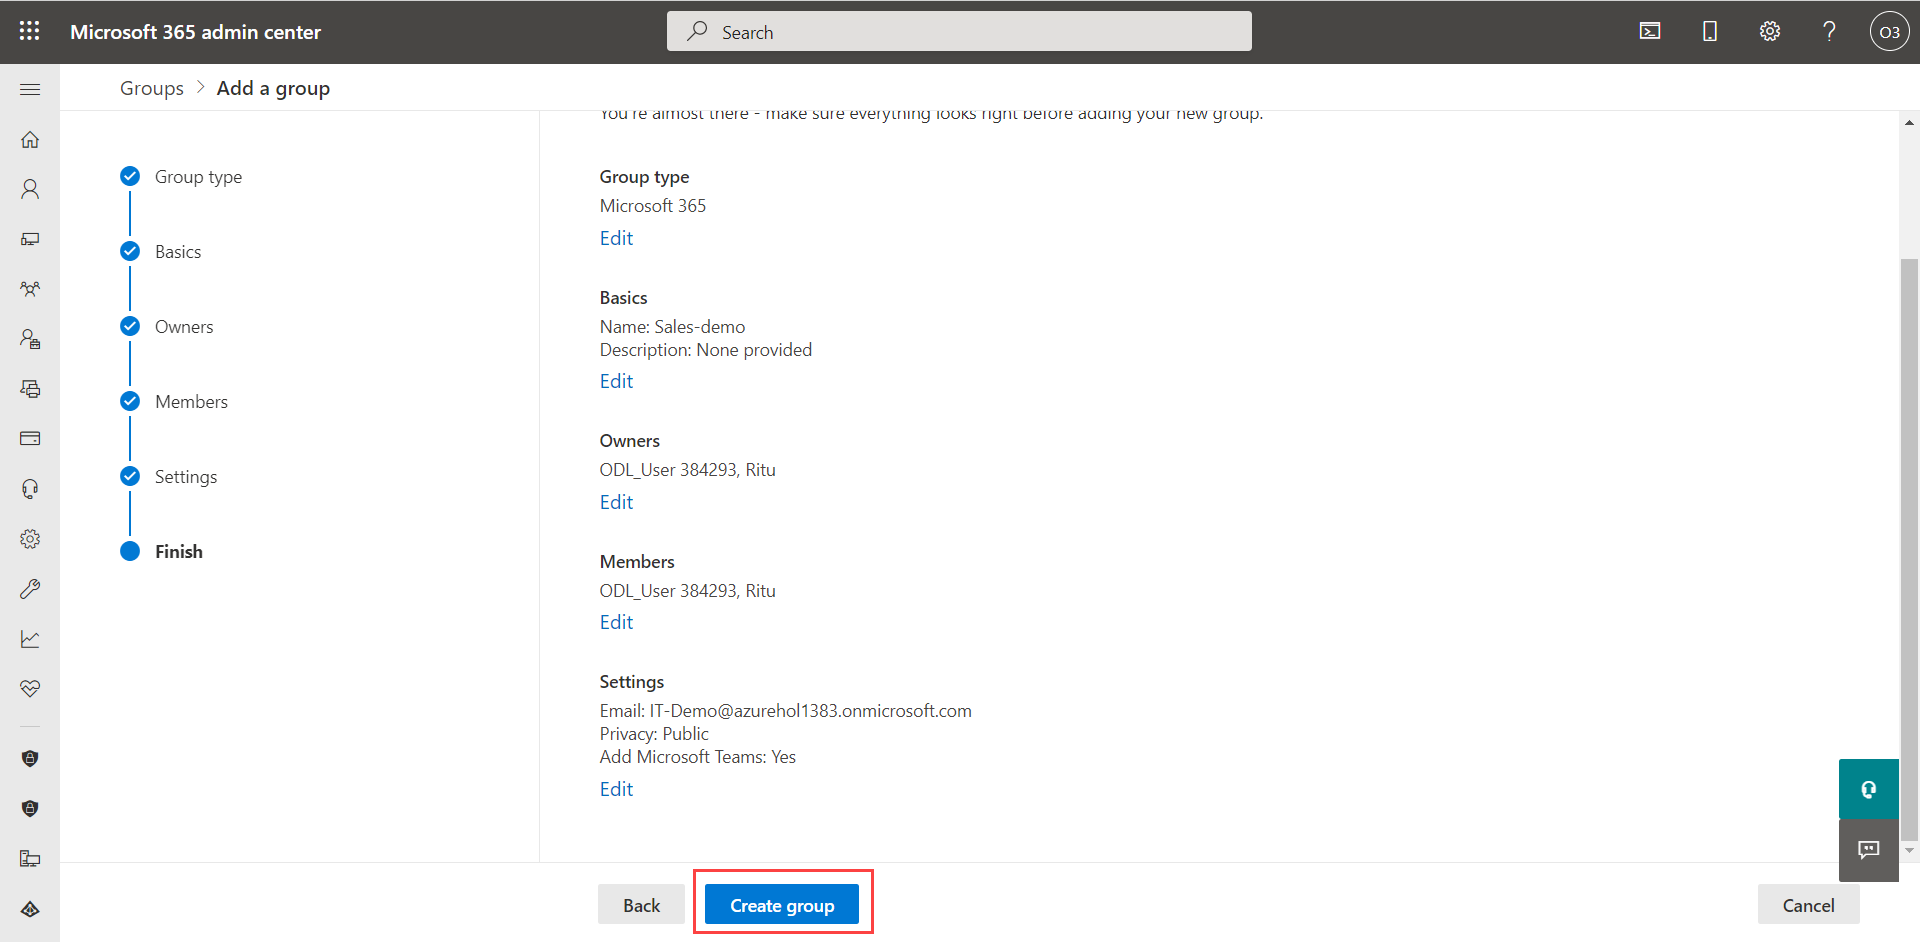 Microsoft 365 admin center
Search
O3
Groups > Add a group
You're almost there - make sure everything looks right before adding your new group.
Group type
Basics
Owners
Members
Settings
Finish
Group type
Microsoft 365
Edit
Basics
Name: Sales-demo
Description: None provided
Edit
Owners
ODL_User 384293, Ritu
Edit
Members
ODL_User 384293, Ritu
Edit
Settings
Email: IT-Demo@azurehol1383.onmicrosoft.com
Privacy: Public
Add Microsoft Teams: Yes
Edit
Back
Create group
Cancel